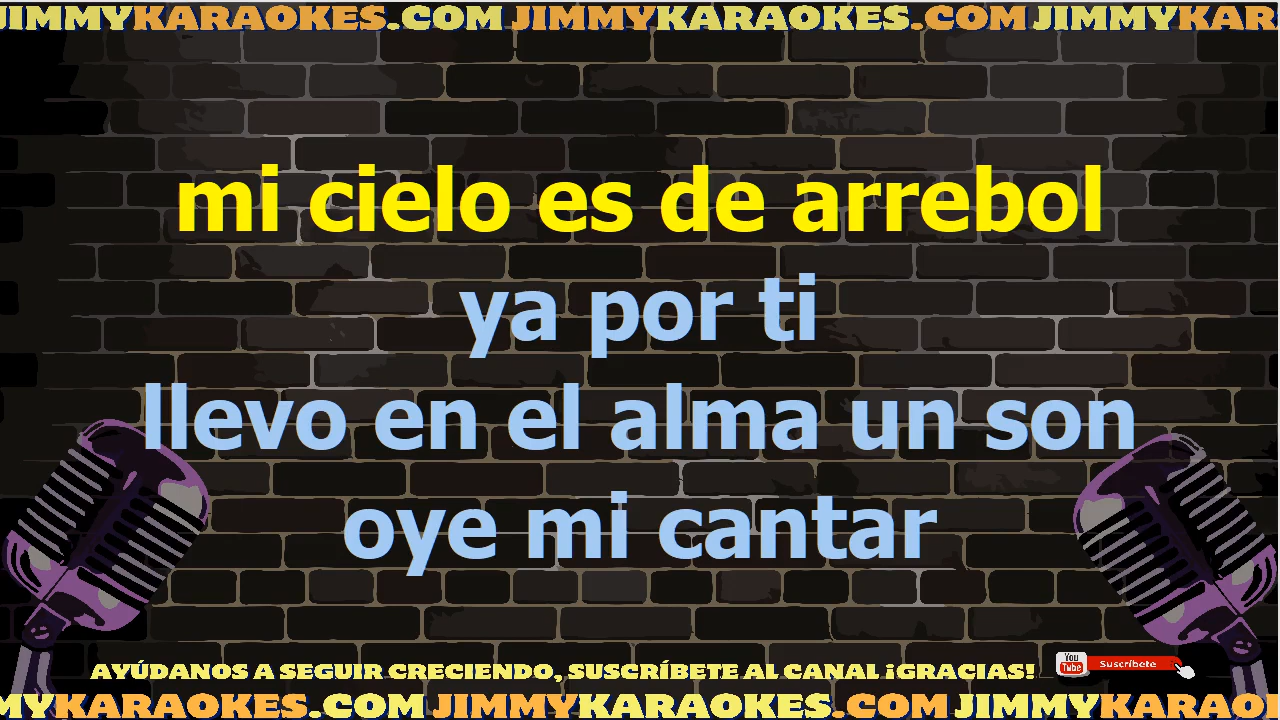 JIMMYKARAOKES.COM JIMMYKARAOKES.COM JIMMYKAR
mi cielo es de arrebol
ya por ti
llevo en el alma un son
oye mi cantar
AYÚDANOS A SEGUIR CRECIENDO, SUSCRÍBETE AL CANAL ¡GRACIAS!
You Tube Suscríbete
MYKARAOKES.COM JIMMYKARAOKES.COM JIMMYKARAO